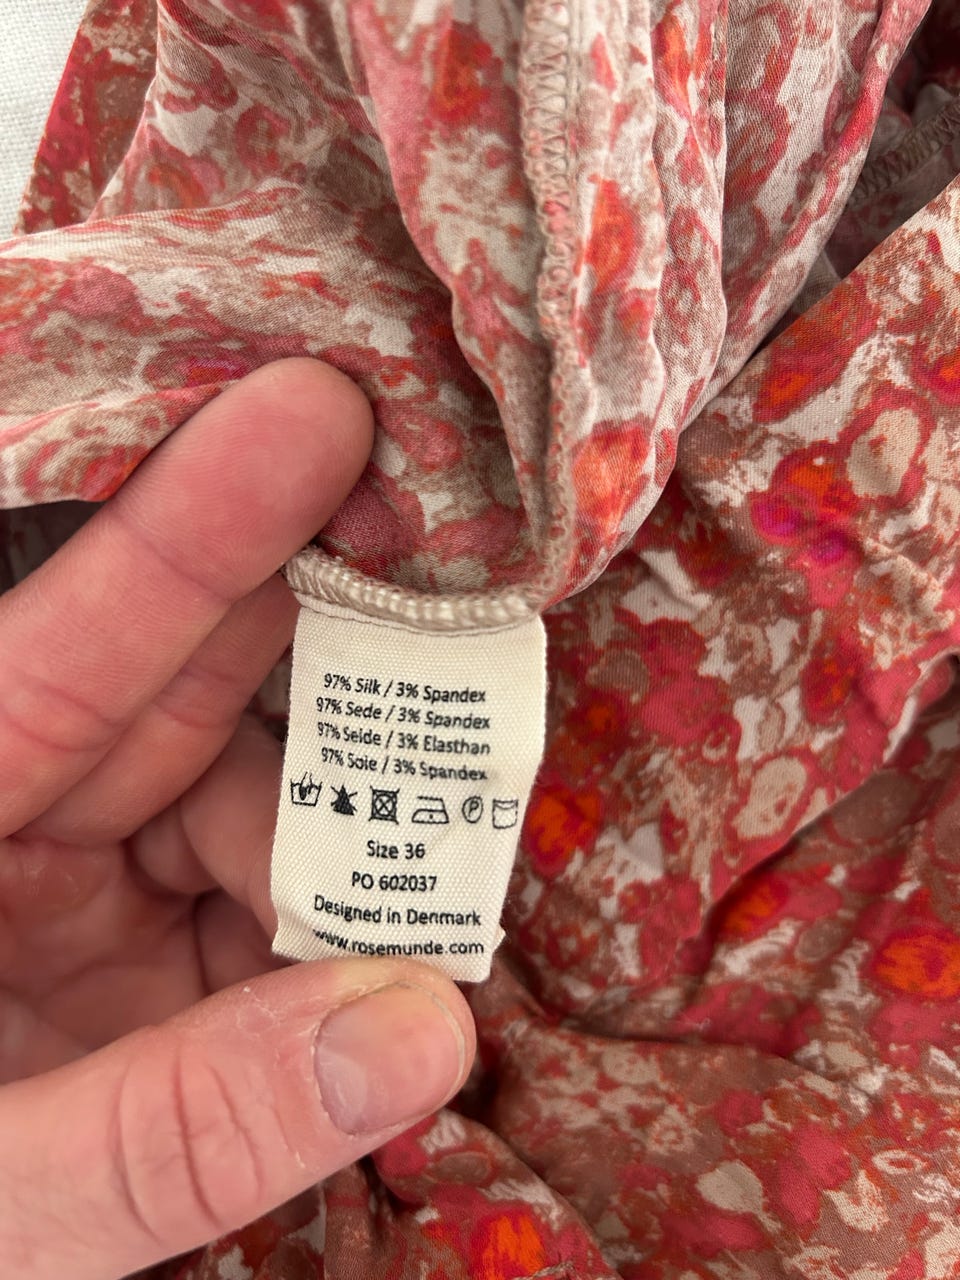 97% Silk / 3% Spandex
97% Sede / 3% Spandex
97% Seide / 3% Elasthan
97% Soie / 3% Spandex
P
Size 36
PO 602037
Designed in Denmark
www.rosemunde.com